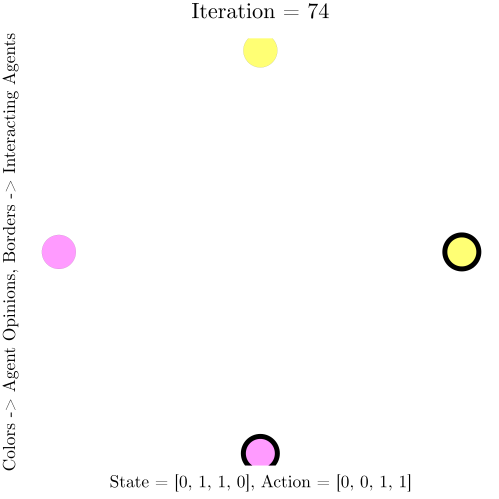 Iteration = 74
Colors -> Agent Opinions, Borders -> Interacting Agents
State = [0, 1, 1, 0], Action = [0, 0, 1, 1]